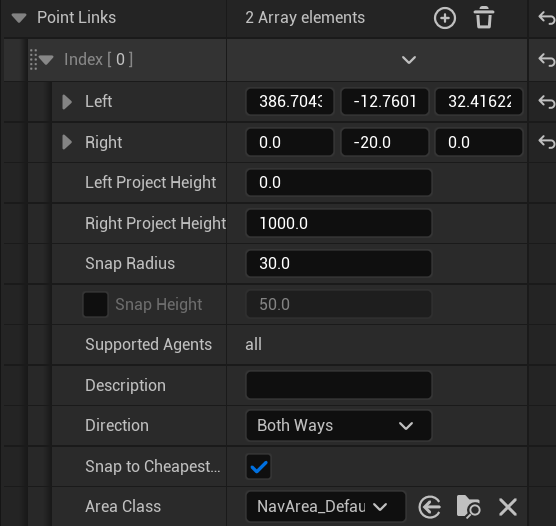 Point Links 2 Array elements
Index [ 0 ]
Left 386.7043 -12.7601 32.41622
Right 0.0 -20.0 0.0
Left Project Height 0.0
Right Project Height 1000.0
Snap Radius 30.0
Snap Height 50.0
Supported Agents all
Description
Direction Both Ways
Snap to Cheapest...
Area Class NavArea_Defau